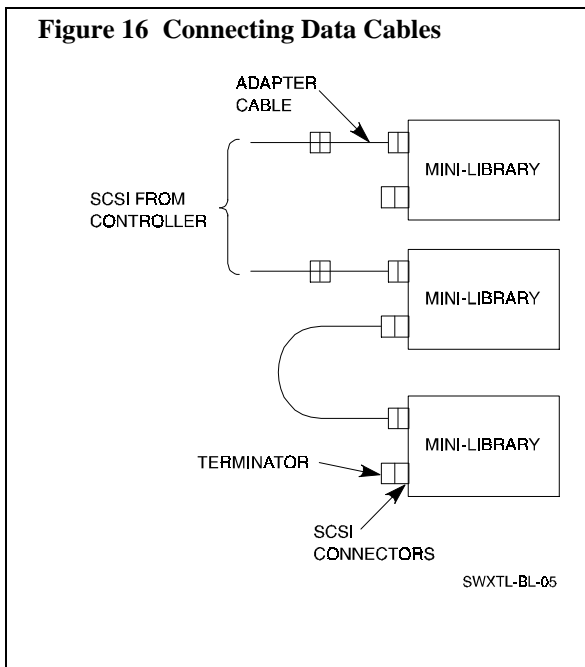 Figure 16 Connecting Data Cables
ADAPTER
CABLE
MINI-LIBRARY
SCSI FROM
CONTROLLER
MINI-LIBRARY
MINI-LIBRARY
TERMINATOR
SCSI
CONNECTORS
SWXTL-BL-05